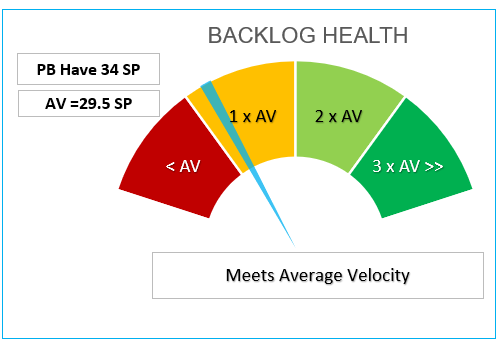 BACKLOG HEALTH
PB Have 34 SP
AV =29.5 SP
< AV
1 x AV
2 x AV
3 x AV >>
Meets Average Velocity